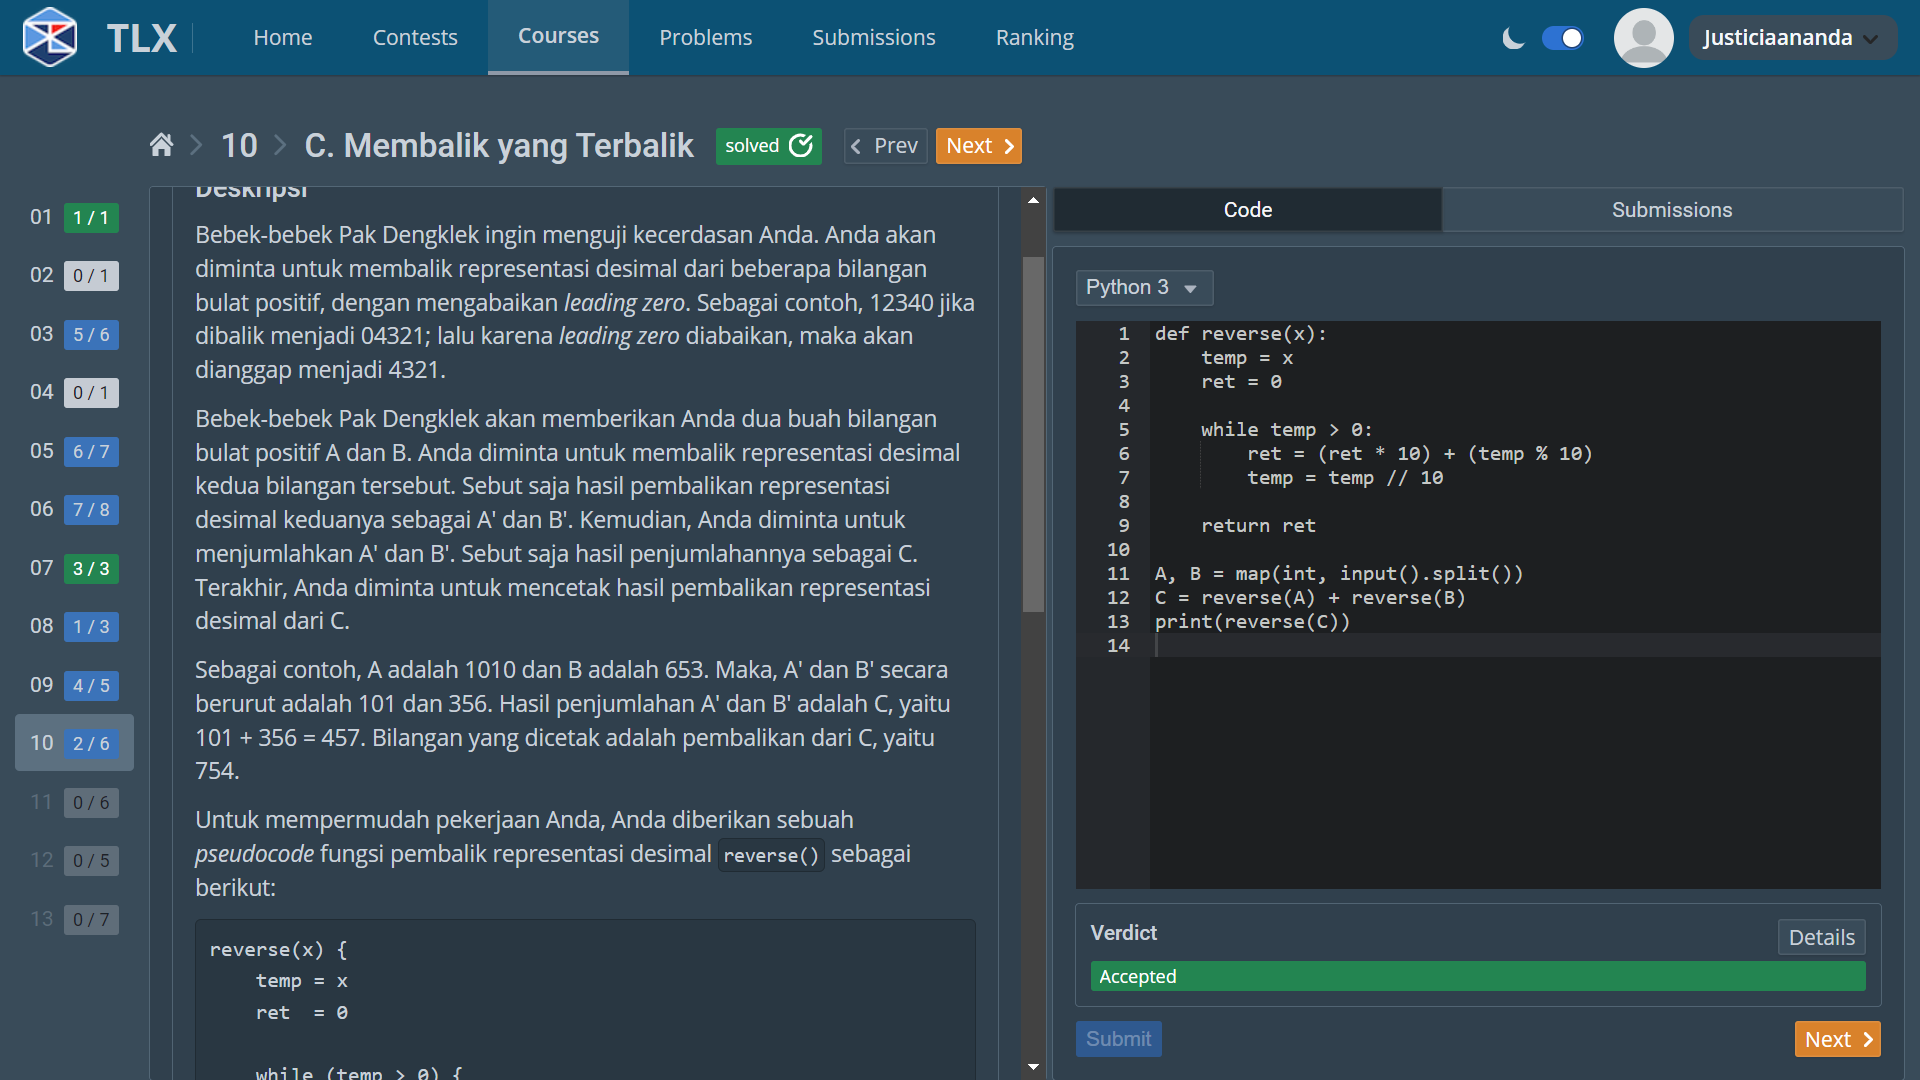 TLX
Home
Contests
Courses
Problems
Submissions
Ranking
Justiciaananda
10
C. Membalik yang Terbalik
solved
Prev
Next
01 1 / 1
02 0 / 1
03 5 / 6
04 0 / 1
05 6 / 7
06 7 / 8
07 3 / 3
08 1 / 3
09 4 / 5
10 2 / 6
11 0 / 6
12 0 / 5
13 0 / 7
Deskripsi
Bebek-bebek Pak Dengklek ingin menguji kecerdasan Anda. Anda akan
diminta untuk membalik representasi desimal dari beberapa bilangan
bulat positif, dengan mengabaikan leading zero. Sebagai contoh, 12340 jika
dibalik menjadi 04321; lalu karena leading zero diabaikan, maka akan
dianggap menjadi 4321.
Bebek-bebek Pak Dengklek akan memberikan Anda dua buah bilangan
bulat positif A dan B. Anda diminta untuk membalik representasi desimal
kedua bilangan tersebut. Sebut saja hasil pembalikan representasi
desimal keduanya sebagai A' dan B'. Kemudian, Anda diminta untuk
menjumlahkan A' dan B'. Sebut saja hasil penjumlahannya sebagai C.
Terakhir, Anda diminta untuk mencetak hasil pembalikan representasi
desimal dari C.
Sebagai contoh, A adalah 1010 dan B adalah 653. Maka, A' dan B' secara
berurut adalah 101 dan 356. Hasil penjumlahan A' dan B' adalah C, yaitu
101 + 356 = 457. Bilangan yang dicetak adalah pembalikan dari C, yaitu
754.
Untuk mempermudah pekerjaan Anda, Anda diberikan sebuah
pseudocode fungsi pembalik representasi desimal reverse() sebagai
berikut:
reverse(x) {
    temp = x
    ret  = 0
    while (temp > 0) {
Code
Submissions
Python 3
1 def reverse(x):
2     temp = x
3     ret = 0
4
5     while temp > 0:
6         ret = (ret * 10) + (temp % 10)
7         temp = temp // 10
8
9     return ret
10
11 A, B = map(int, input().split())
12 C = reverse(A) + reverse(B)
13 print(reverse(C))
14
Verdict
Details
Accepted
Submit
Next